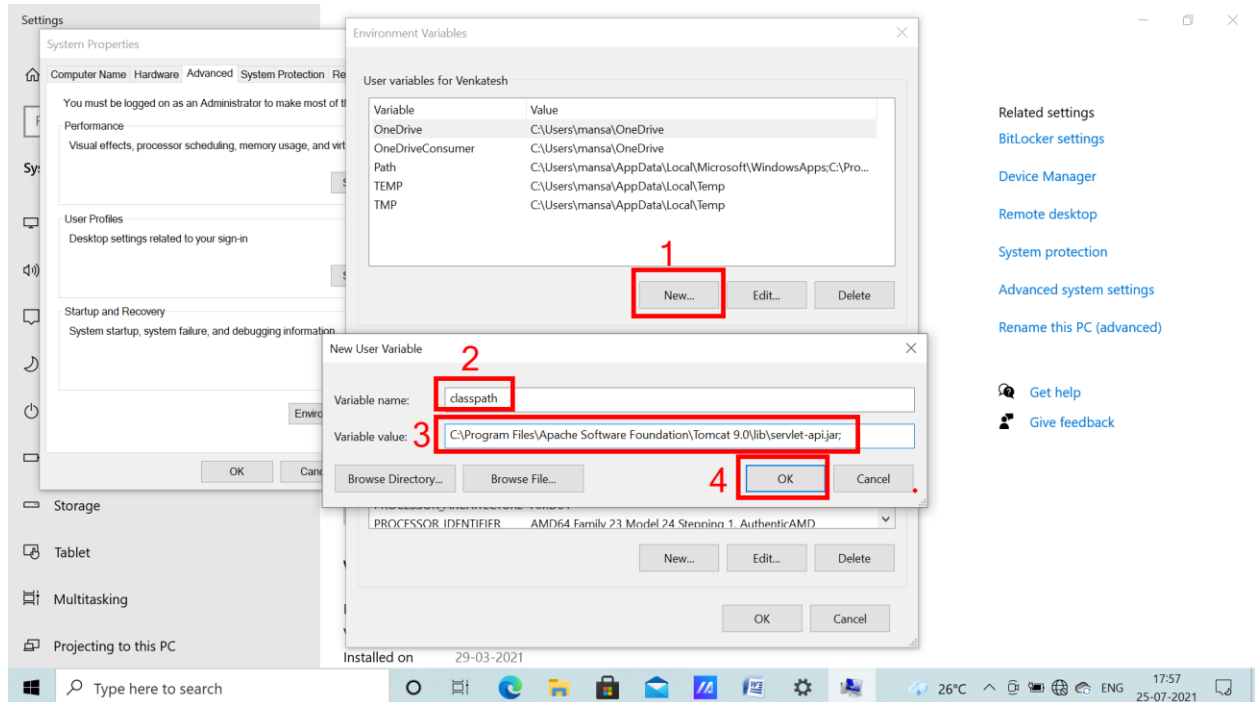 Settings
System Properties
Computer Name Hardware Advanced System Protection Re
You must be logged on as an Administrator to make most of th
Performance
Visual effects, processor scheduling, memory usage, and virt
S
User Profiles
Desktop settings related to your sign-in
S
Startup and Recovery
System startup, system failure, and debugging information
Enviro
OK Canc
F
Sys
Storage
Tablet
Multitasking
Projecting to this PC
Environment Variables
User variables for Venkatesh
Variable Value
OneDrive C:\Users\mansa\OneDrive
OneDriveConsumer C:\Users\mansa\OneDrive
Path C:\Users\mansa\AppData\Local\Microsoft\WindowsApps;C:\Pro...
TEMP C:\Users\mansa\AppData\Local\Temp
TMP C:\Users\mansa\AppData\Local\Temp
1
New... Edit... Delete
New User Variable
2
Variable name: classpath
Variable value: 3 C:\Program Files\Apache Software Foundation\Tomcat 9.0\lib\servlet-api.jar;
Browse Directory... Browse File... 4 OK Cancel
PROCESSOR_ARCHITECTURE AMD64
PROCESSOR_IDENTIFIER AMD64 Family 23 Model 24 Stepping 1, AuthenticAMD
New... Edit... Delete
OK Cancel
Installed on 29-03-2021
Related settings
BitLocker settings
Device Manager
Remote desktop
System protection
Advanced system settings
Rename this PC (advanced)
Get help
Give feedback
Type here to search
26°C ENG 17:57
25-07-2021